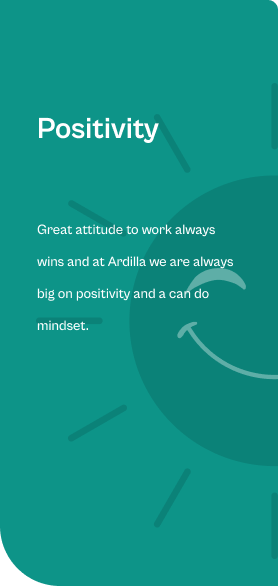 Positivity
Great attitude to work always
wins and at Ardilla we are always
big on positivity and a can do
mindset.